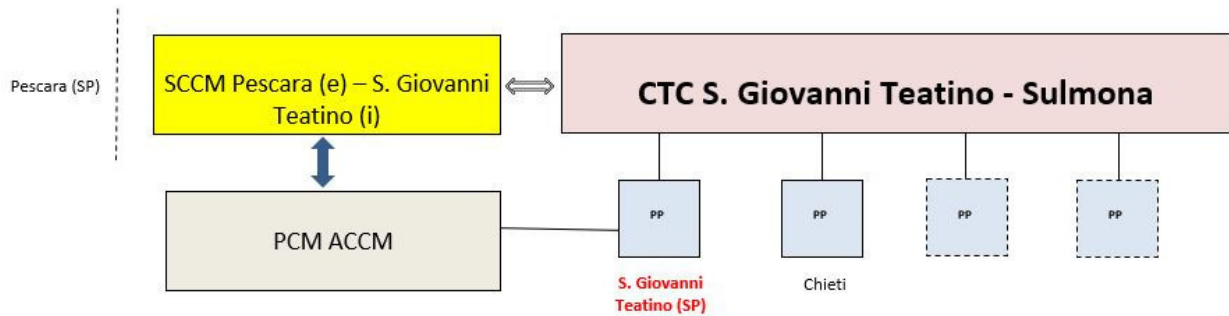 Pescara (SP)
SCCM Pescara (e) – S. Giovanni
Teatino (i)
CTC S. Giovanni Teatino - Sulmona
PCM ACCM
PP
PP
PP
PP
S. Giovanni
Teatino (SP)
Chieti